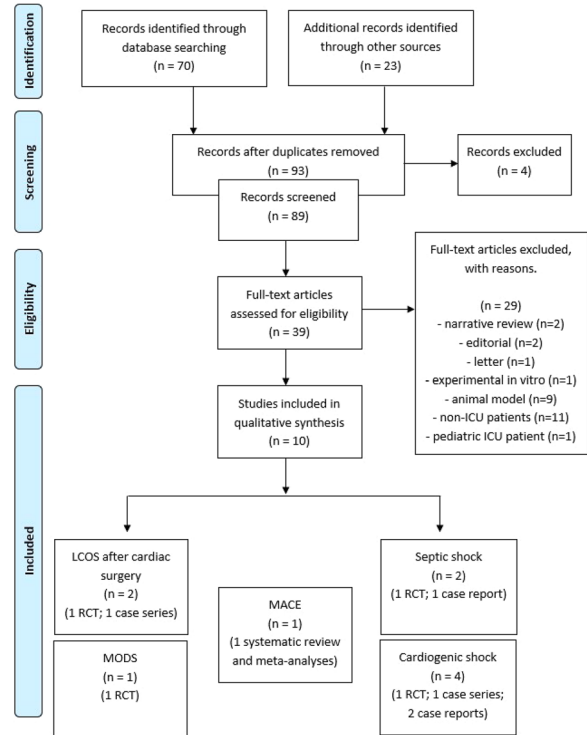 Identification
Records identified through
database searching
(n = 70)
Additional records identified
through other sources
(n = 23)
Screening
Records after duplicates removed
(n = 93)
Records excluded
(n = 4)
Records screened
(n = 89)
Eligibility
Full-text articles
assessed for eligibility
(n = 39)
Full-text articles excluded,
with reasons.
(n = 29)
- narrative review (n=2)
- editorial (n=2)
- letter (n=1)
- experimental in vitro (n=1)
- animal model (n=9)
- non-ICU patients (n=11)
- pediatric ICU patient (n=1)
Studies included in
qualitative synthesis
(n = 10)
Included
LCOS after cardiac
surgery
(n = 2)
(1 RCT; 1 case series)
MODS
(n = 1)
(1 RCT)
MACE
(n = 1)
(1 systematic review
and meta-analyses)
Septic shock
(n = 2)
(1 RCT; 1 case report)
Cardiogenic shock
(n = 4)
(1 RCT; 1 case series;
2 case reports)